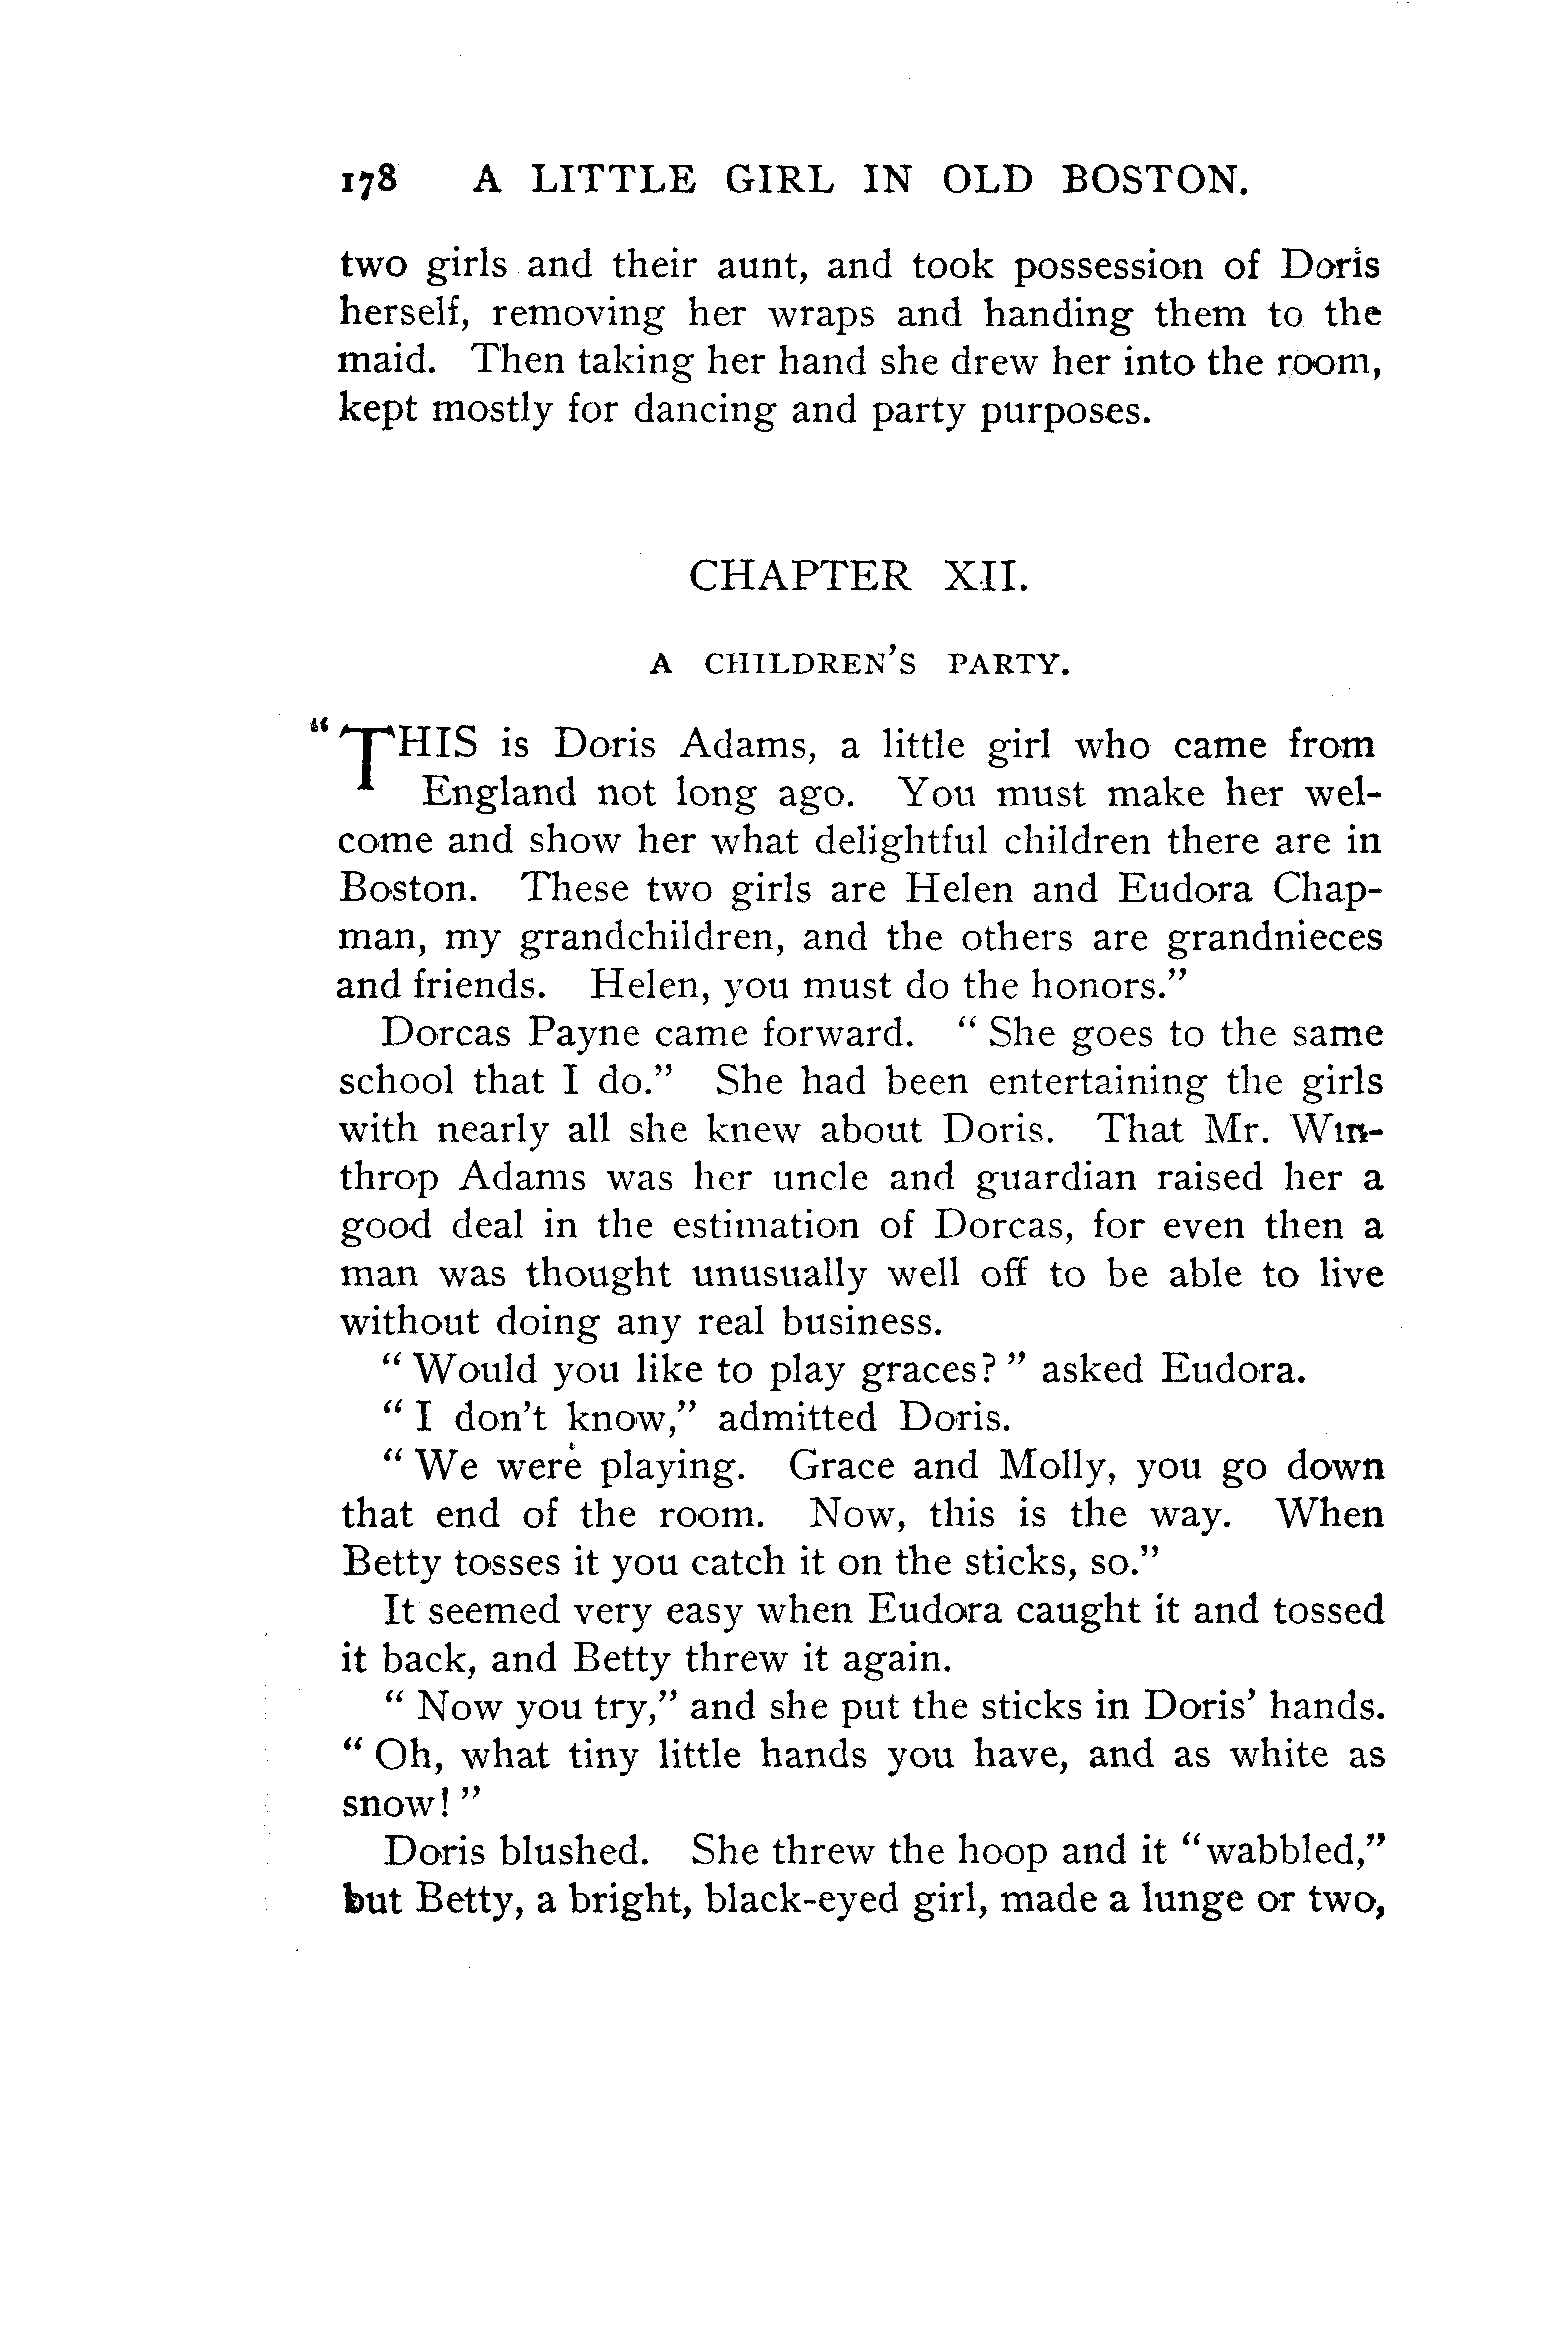 178 A LITTLE GIRL IN OLD BOSTON.
two girls and their aunt, and took possession of Doris
herself, removing her wraps and handing them to the
maid. Then taking her hand she drew her into the room,
kept mostly for dancing and party purposes.
CHAPTER XII.
A CHILDREN'S PARTY.
"THIS is Doris Adams, a little girl who came from
England not long ago. You must make her wel-
come and show her what delightful children there are in
Boston. These two girls are Helen and Eudora Chap-
man, my grandchildren, and the others are grandnieces
and friends. Helen, you must do the honors."
Dorcas Payne came forward. "She goes to the same
school that I do." She had been entertaining the girls
with nearly all she knew about Doris. That Mr. Win-
throp Adams was her uncle and guardian raised her a
good deal in the estimation of Dorcas, for even then a
man was thought unusually well off to be able to live
without doing any real business.
"Would you like to play graces?" asked Eudora.
"I don't know," admitted Doris.
"We were playing. Grace and Molly, you go down
that end of the room. Now, this is the way. When
Betty tosses it you catch it on the sticks, so."
It seemed very easy when Eudora caught it and tossed
it back, and Betty threw it again.
"Now you try," and she put the sticks in Doris' hands.
"Oh, what tiny little hands you have, and as white as
snow!"
Doris blushed. She threw the hoop and it "wabbled,"
but Betty, a bright, black-eyed girl, made a lunge or two,